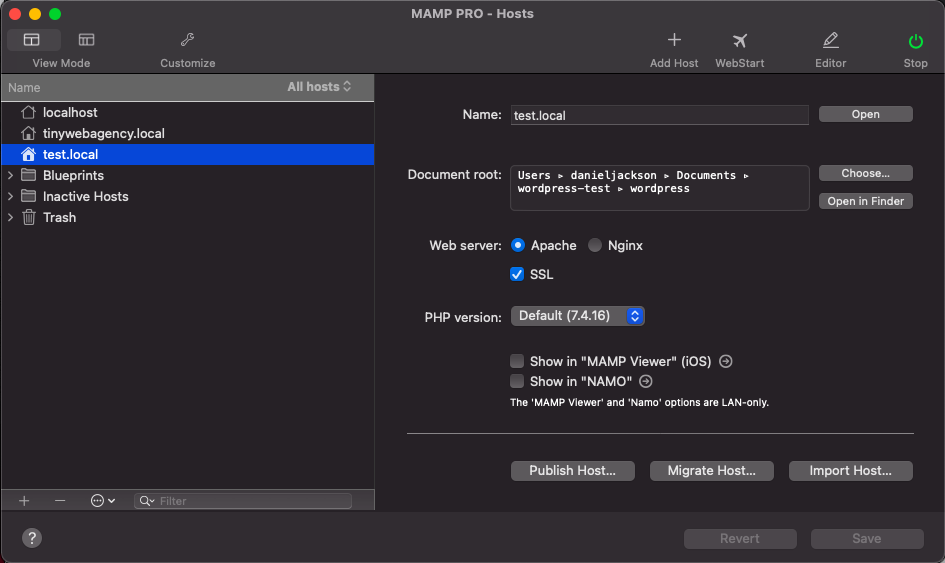 MAMP PRO - Hosts
View Mode
Customize
Add Host
WebStart
Editor
Stop
Name
All hosts
localhost
tinywebagency.local
test.local
Blueprints
Inactive Hosts
Trash
Filter
Name: test.local
Open
Document root: Users ▸ danieljackson ▸ Documents ▸
wordpress-test ▸ wordpress
Choose...
Open in Finder
Web server: Apache Nginx
SSL
PHP version: Default (7.4.16)
Show in "MAMP Viewer" (iOS)
Show in "NAMO"
The 'MAMP Viewer' and 'Namo' options are LAN-only.
Publish Host...
Migrate Host...
Import Host...
?
Revert
Save